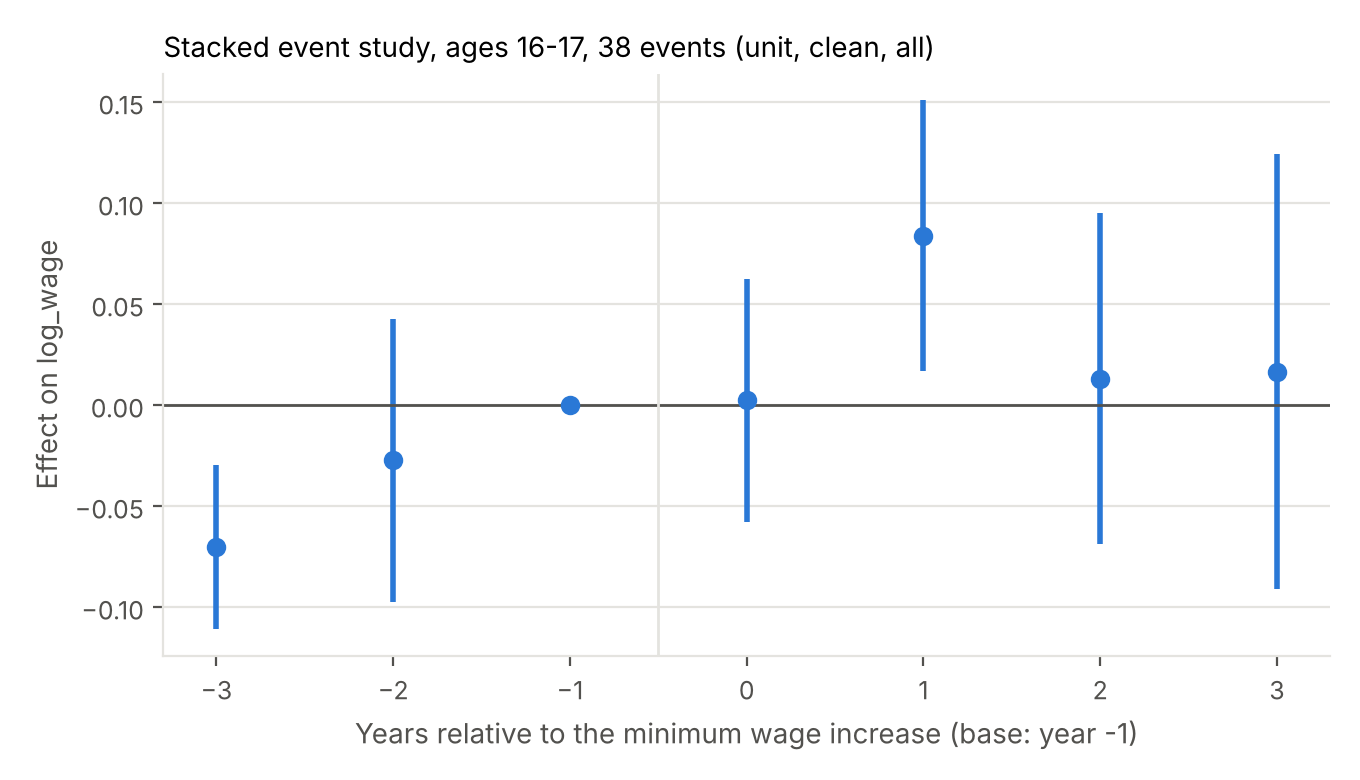 Stacked event study, ages 16-17, 38 events (unit, clean, all)
Effect on log_wage
0.15
0.10
0.05
0.00
−0.05
−0.10
−3 −2 −1 0 1 2 3
Years relative to the minimum wage increase (base: year -1)